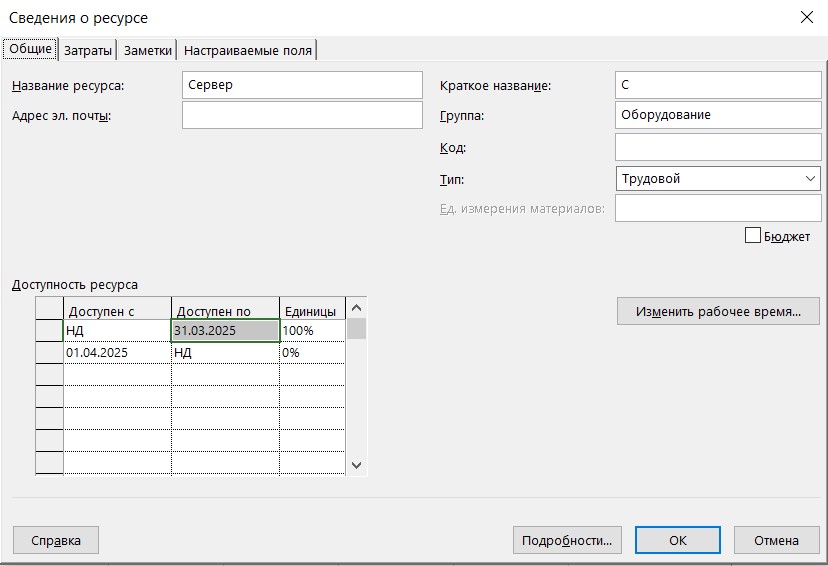 Сведения о ресурсе
Общие Затраты Заметки Настраиваемые поля
Название ресурса: Сервер Краткое название: С
Адрес эл. почты: Группа: Оборудование
Код:
Тип: Трудовой
Ед. измерения материалов:
Бюджет
Доступность ресурса
Доступен с Доступен по Единицы Изменить рабочее время...
НД 31.03.2025 100%
01.04.2025 НД 0%
Справка Подробности... ОК Отмена